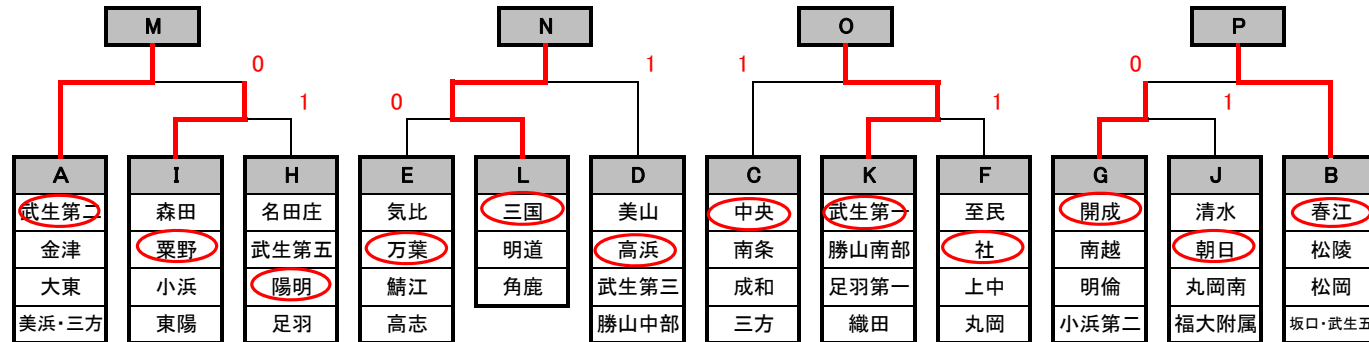 M N O P
0 1 1 0
1 0 1 1
A I H E L D C K F G J B
武生第二 森田 名田庄 気比 三国 美山 中央 武生第一 至民 開成 清水 春江
金津 粟野 武生第五 万葉 明道 高浜 南条 勝山南部 社 南越 朝日 松陵
大東 小浜 陽明 鯖江 角鹿 武生第三 成和 足羽第一 上中 明倫 丸岡南 松岡
美浜・三方 東陽 足羽 高志 勝山中部 三方 織田 丸岡 小浜第二 福大附属 坂口・武生五